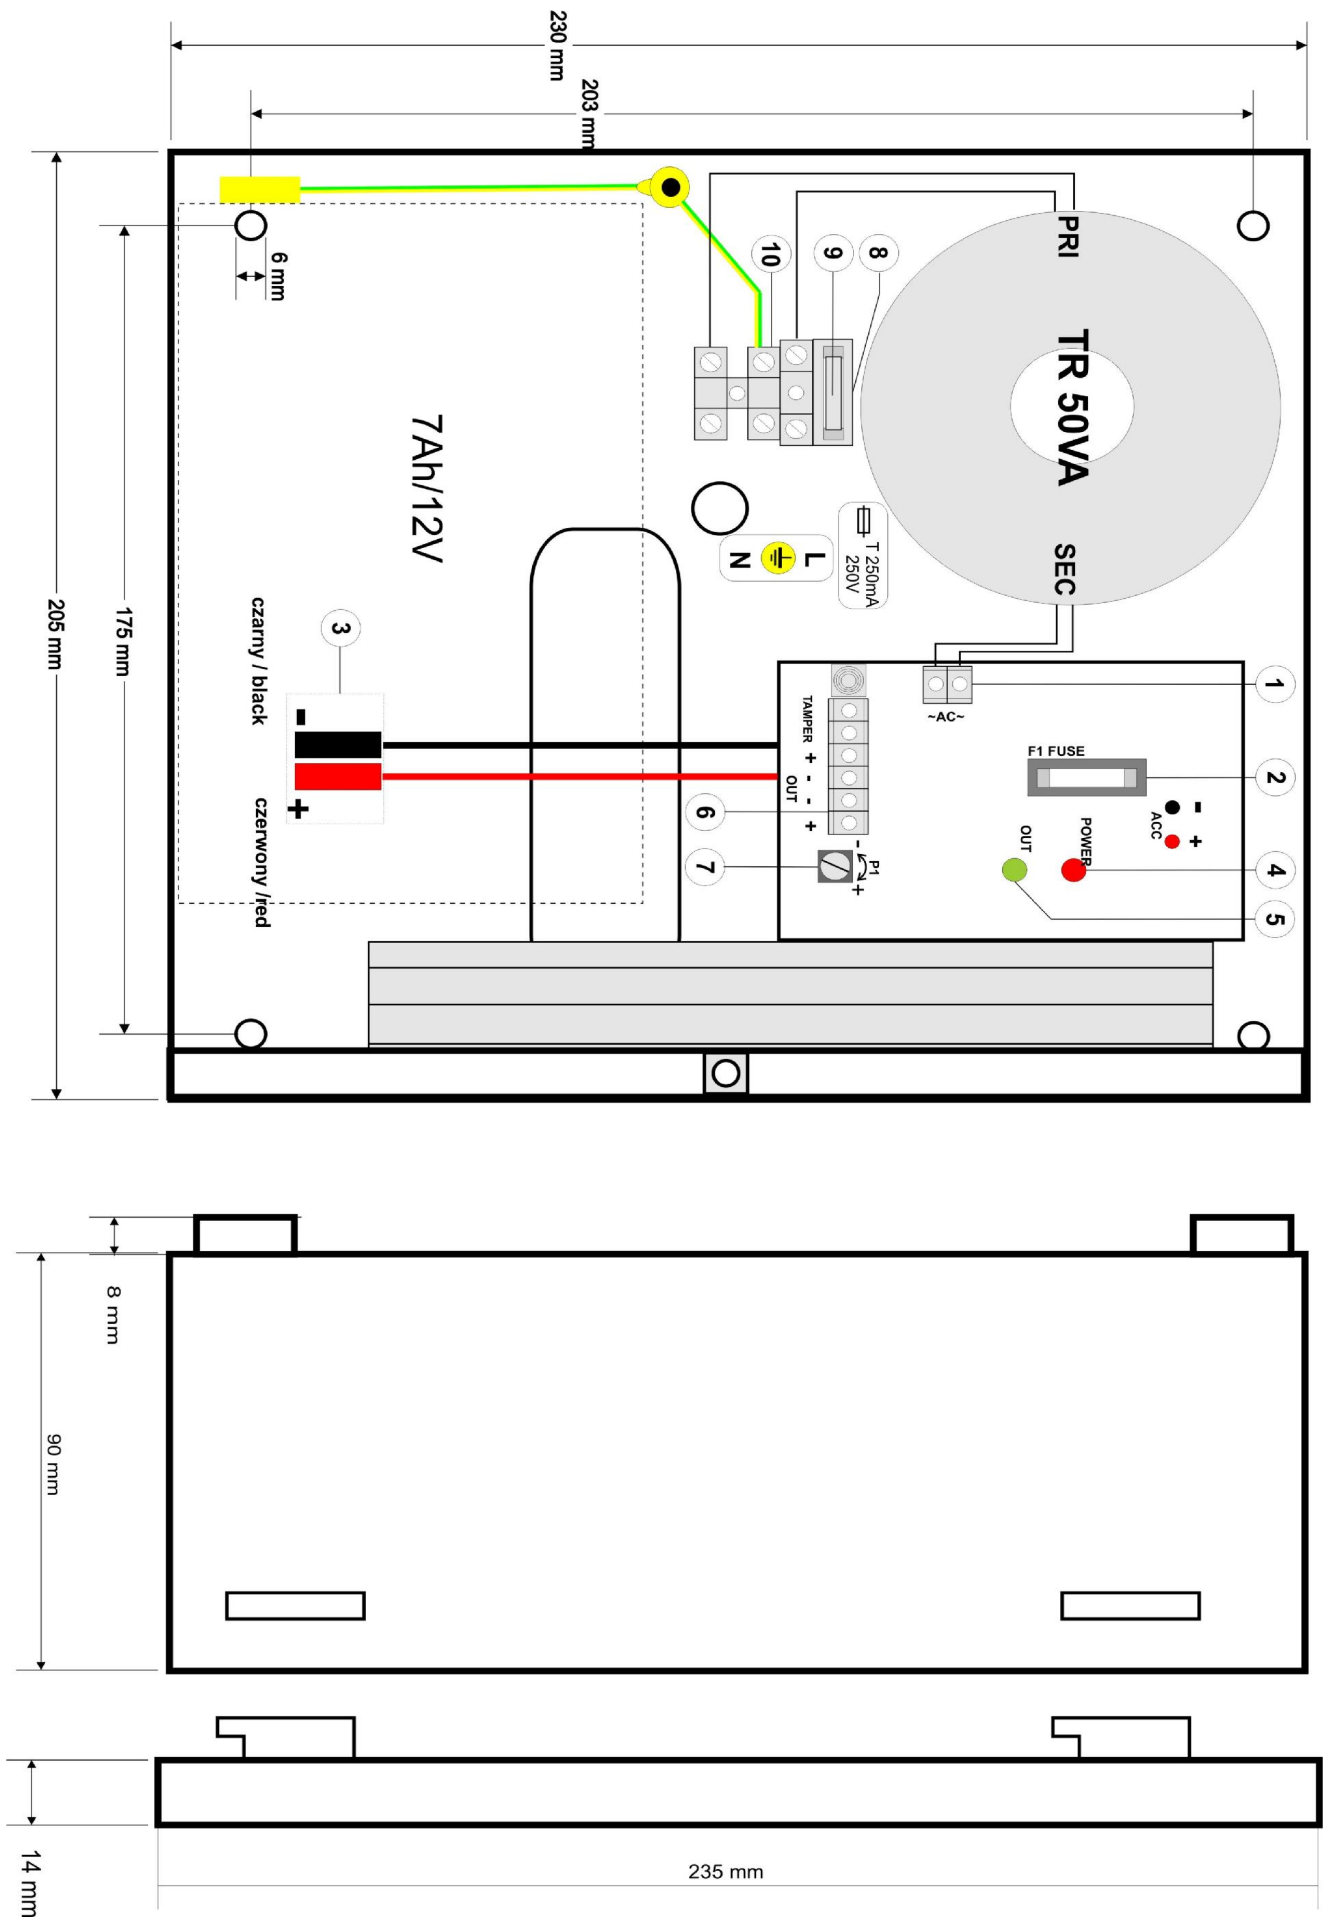 230 mm
203 mm
PRI
TR 50VA
SEC
8
9
10
6 mm
7Ah/12V
T 250mA
250V
L
N
205 mm
175 mm
czarny / black
3
-
+
czerwony /red
1
~AC~
TAMPER
+
-
-
+
OUT
F1 FUSE
2
-
+
ACC
6
7
P1
-
+
POWER
OUT
4
5
8 mm
90 mm
14 mm
235 mm